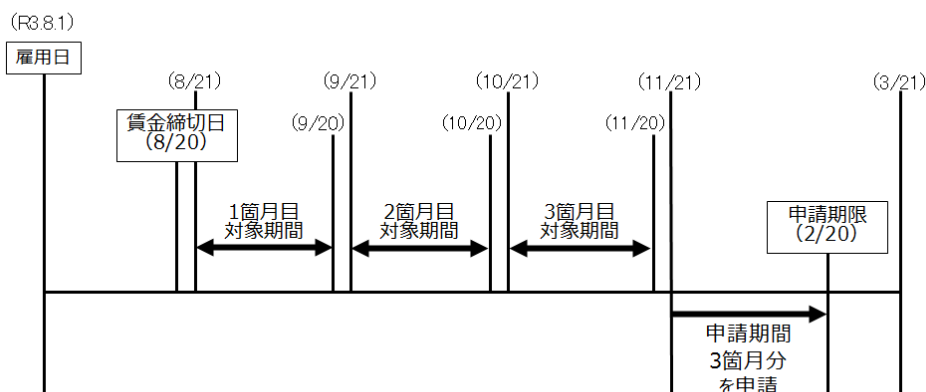 (R3.8.1)
雇用日
(8/21)
(9/21)
(10/21)
(11/21)
(3/21)
賃金締切日
(8/20)
(9/20)
(10/20)
(11/20)
1箇月目
対象期間
2箇月目
対象期間
3箇月目
対象期間
申請期限
(2/20)
申請期間
3箇月分
を申請